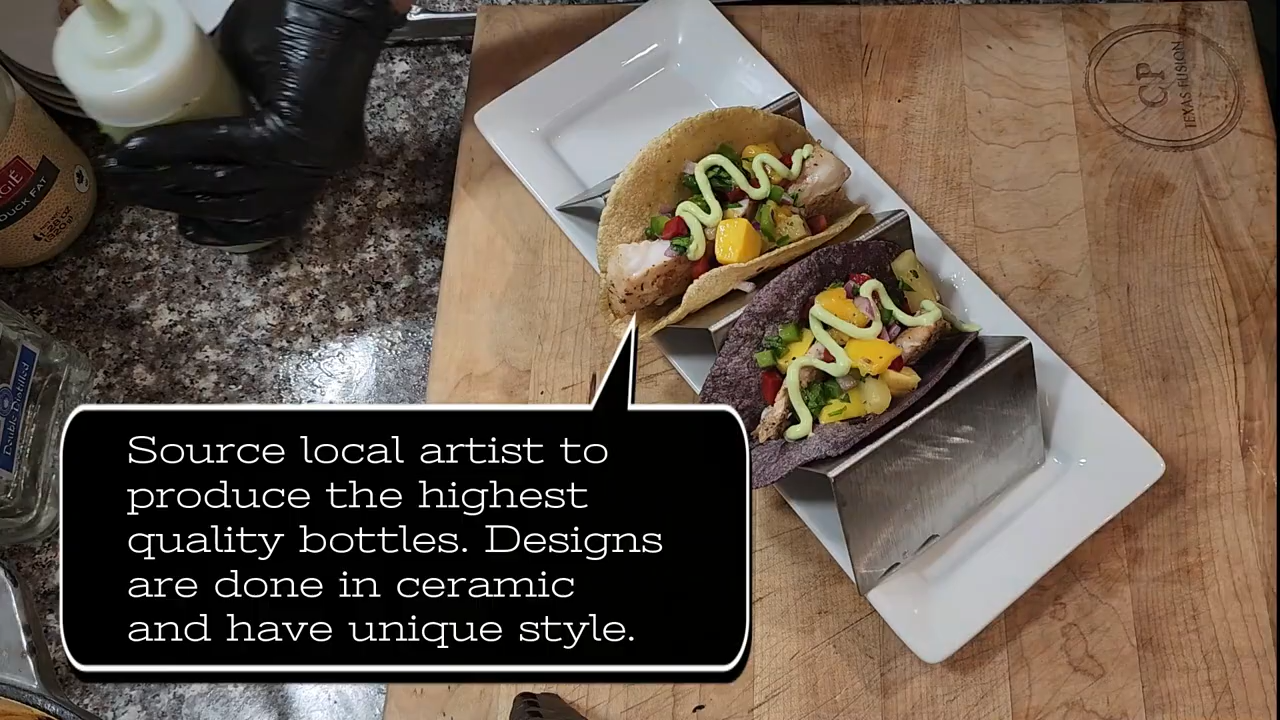 CP
TEXAS FUSION
DUCK FAT
Double Distilled
Source local artist to
produce the highest
quality bottles. Designs
are done in ceramic
and have unique style.